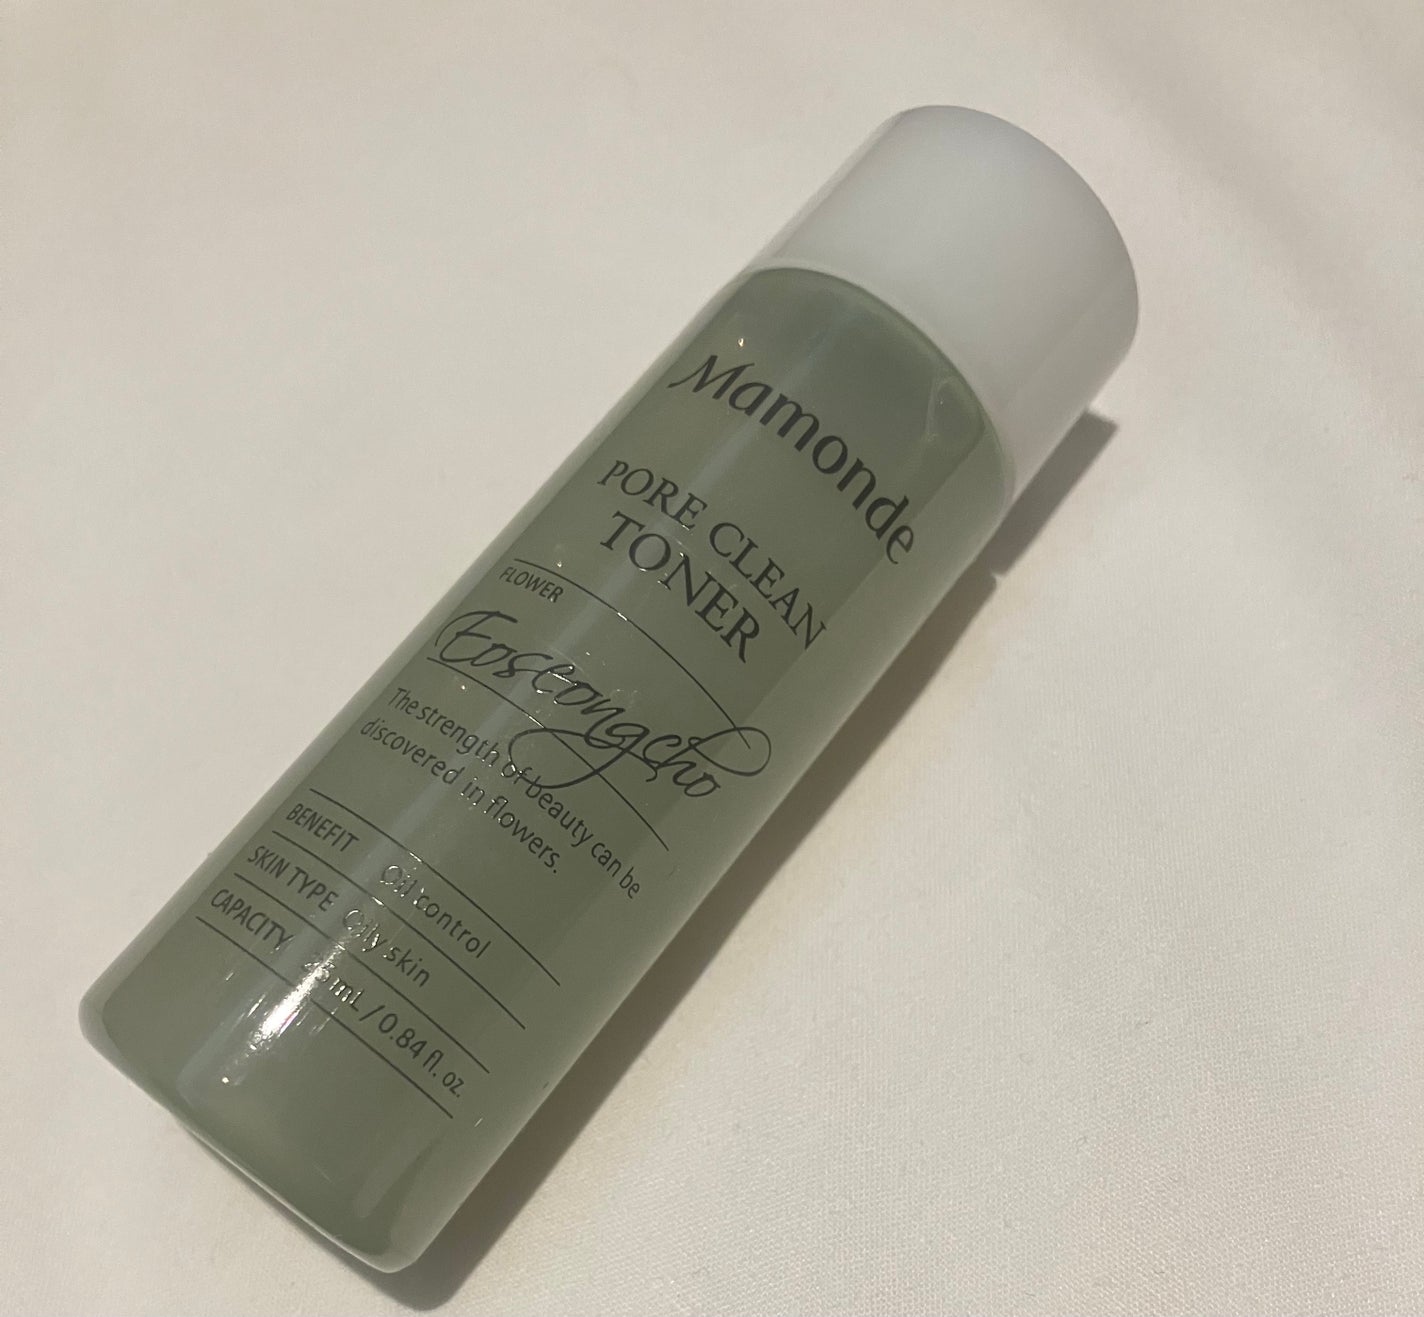 Mamonde
PORE CLEAN
TONER
FLOWER
Eoseongcho
The strength of beauty can be
discovered in flowers.
BENEFIT Oil control
SKIN TYPE Oily skin
CAPACITY 25 mL / 0.84 fl. oz.